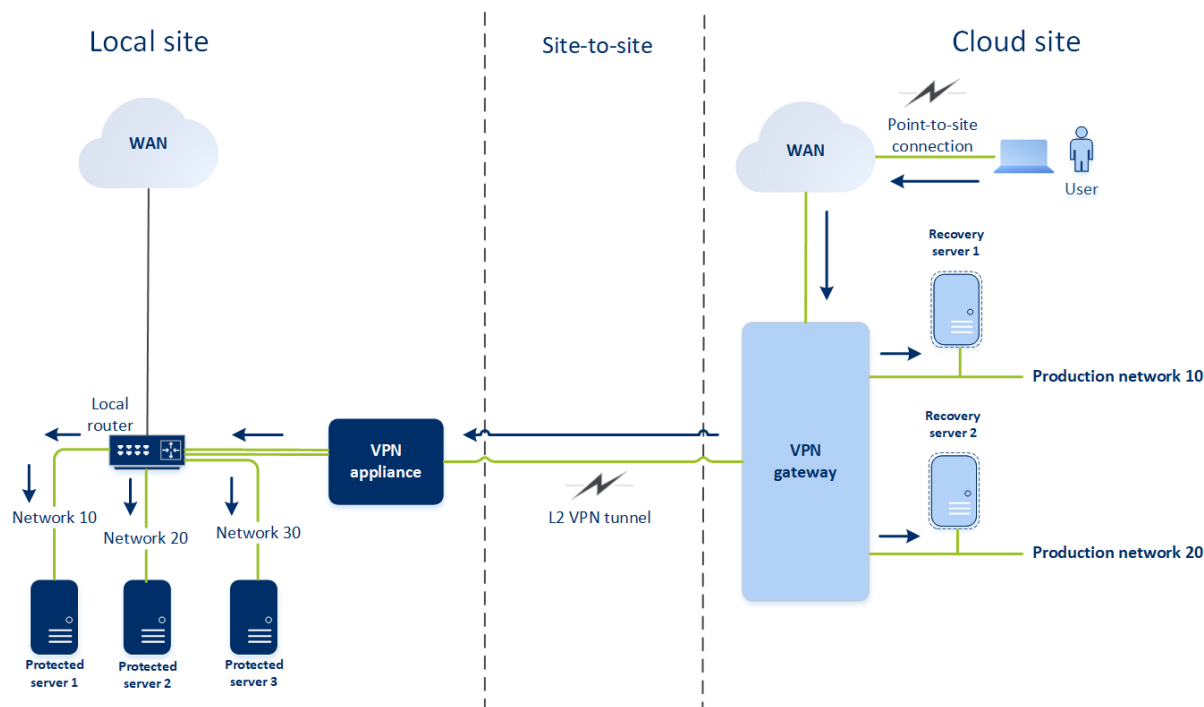 Local site
Site-to-site
Cloud site
WAN
WAN
Point-to-site
connection
User
Recovery
server 1
Production network 10
Local
router
VPN
appliance
VPN
gateway
Recovery
server 2
L2 VPN tunnel
Network 10
Network 20
Network 30
Production network 20
Protected
server 1
Protected
server 2
Protected
server 3